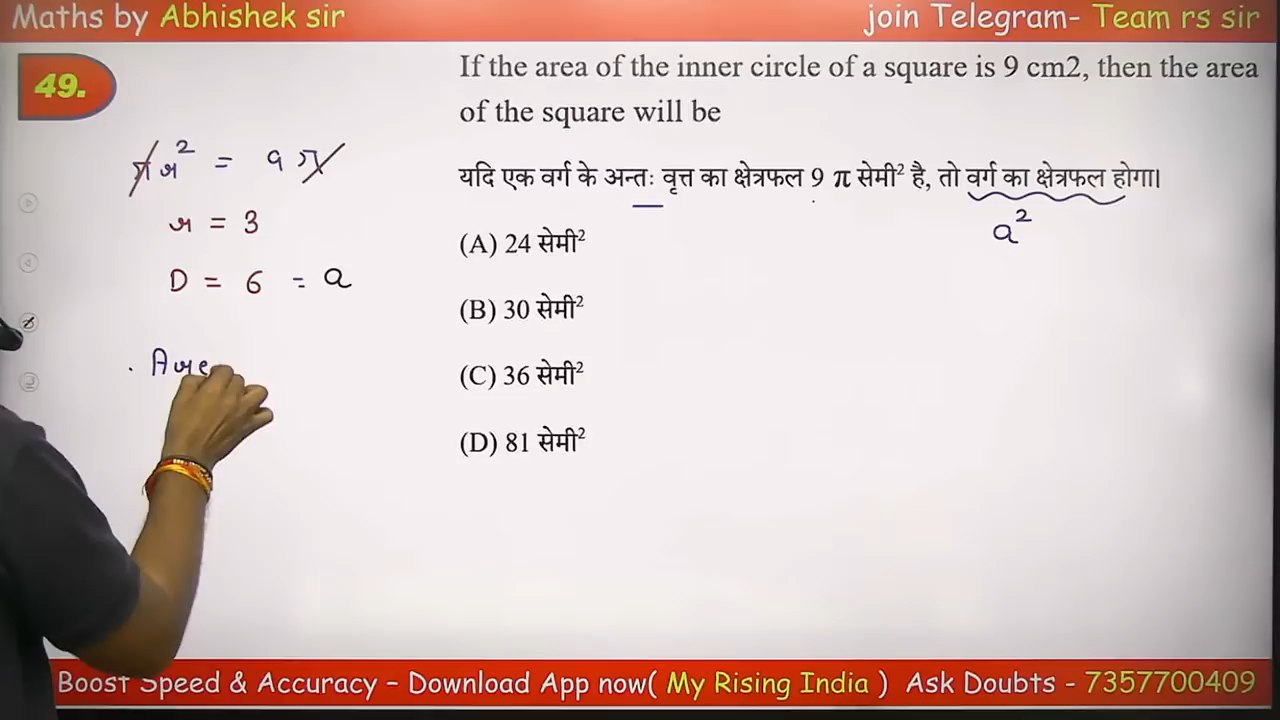 Maths by Abhishek sir
join Telegram- Team rs sir
49.
If the area of the inner circle of a square is 9 cm2, then the area
of the square will be
यदि एक वर्ग के अन्तः वृत्त का क्षेत्रफल 9 π सेमी² है, तो वर्ग का क्षेत्रफल होगा।
a²
(A) 24 सेमी²
(B) 30 सेमी²
(C) 36 सेमी²
(D) 81 सेमी²
πr² = 9π
r = 3
D = 6 = a
Are
Boost Speed & Accuracy – Download App now( My Rising India ) Ask Doubts - 7357700409